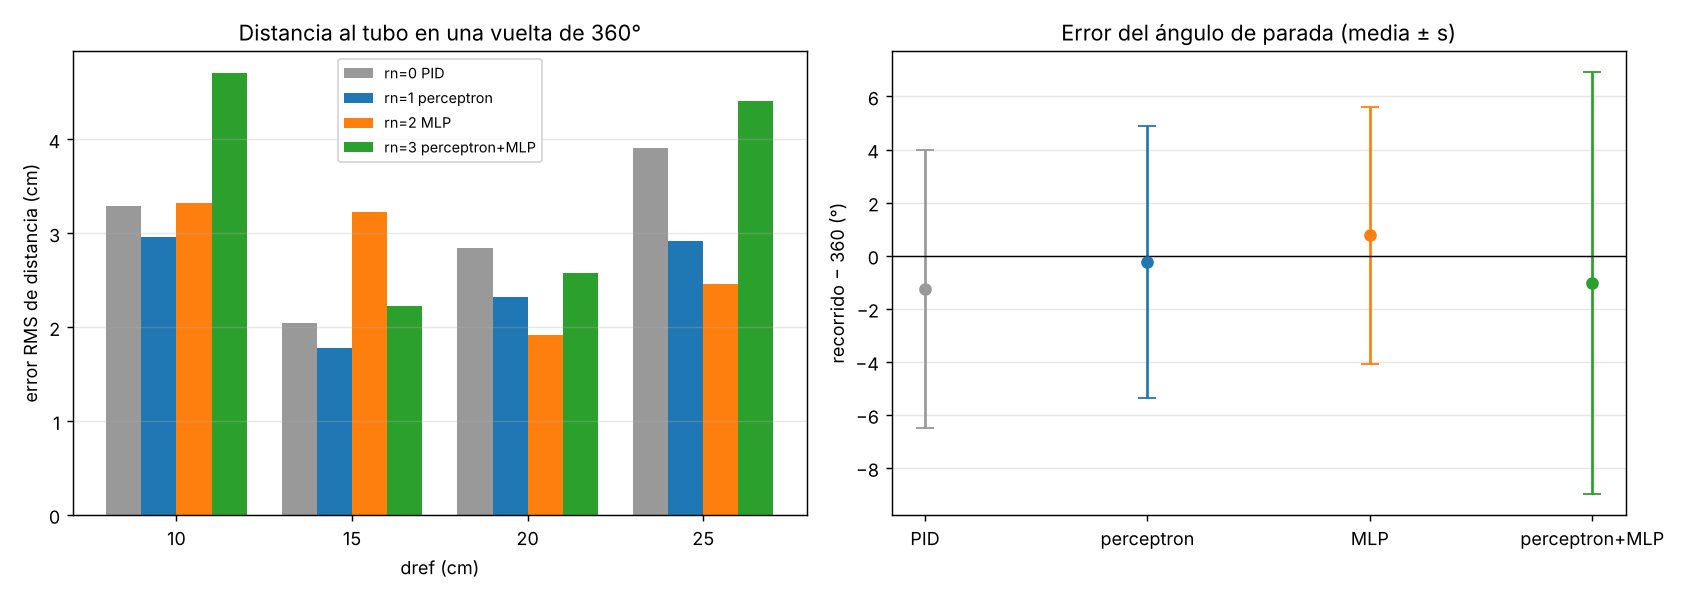 Distancia al tubo en una vuelta de 360°
error RMS de distancia (cm)
4
3
2
1
0
rn=0 PID
rn=1 perceptron
rn=2 MLP
rn=3 perceptron+MLP
10 15 20 25
dref (cm)
Error del ángulo de parada (media ± s)
recorrido − 360 (°)
6
4
2
0
−2
−4
−6
−8
PID perceptron MLP perceptron+MLP